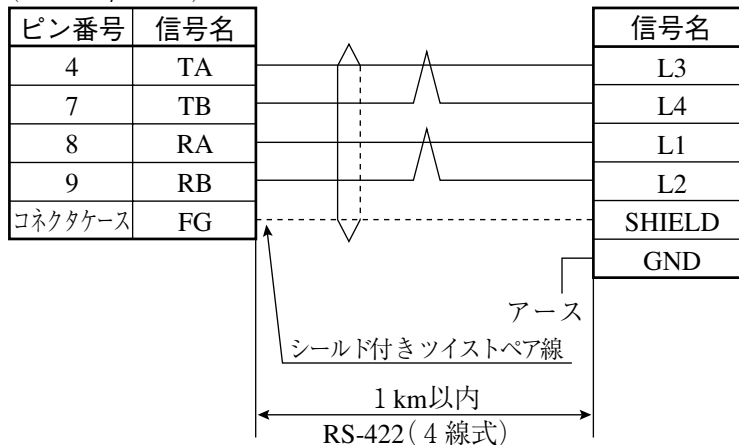 ピン番号 信号名 信号名
4 TA L3
7 TB L4
8 RA L1
9 RB L2
コネクタケース FG SHIELD
GND
アース
シールド付きツイストペア線
1 km以内
RS-422(4線式)